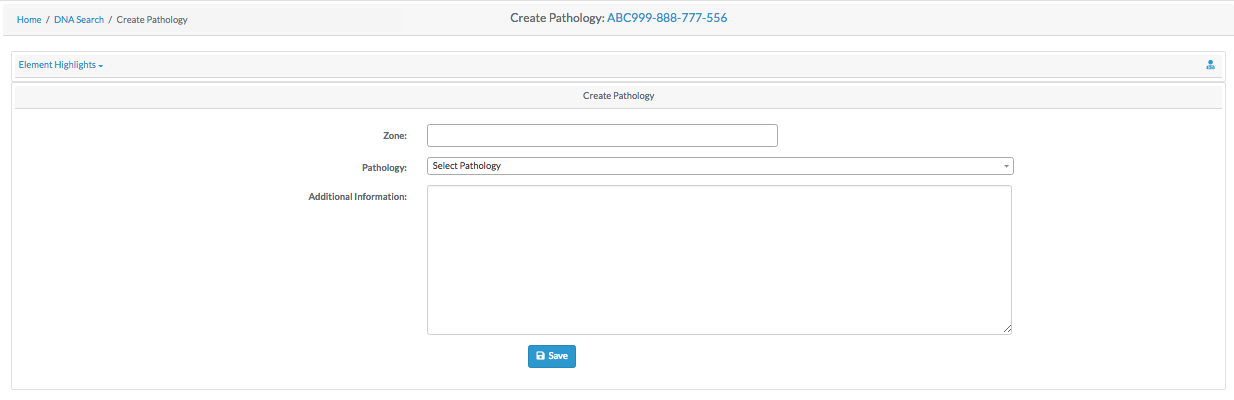 Home / DNA Search / Create Pathology
Create Pathology: ABC999-888-777-556
Element Highlights
Create Pathology
Zone:
Pathology: Select Pathology
Additional Information:
Save